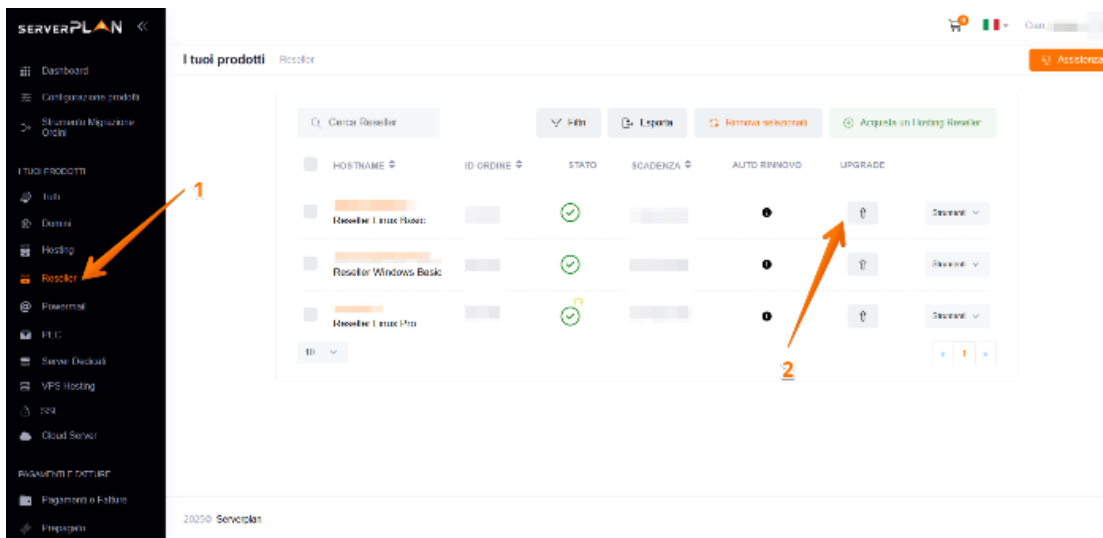 SERVERPLAN
0
Ciao,
I tuoi prodotti Reseller
Assistenza
Dashboard
Configurazione prodotti
Strumento Migrazione
Ordini
I TUOI PRODOTTI
Tutti
Domini
Hosting
Reseller
Powermail
PEC
Server Dedicati
VPS Hosting
SSL
Cloud Server
PAGAMENTI E FATTURE
Pagamenti e Fatture
Prepagato
1
Cerca Reseller Filtri Esporta Rinnova selezionati Acquista un Hosting Reseller
HOSTNAME ID ORDINE STATO SCADENZA AUTO RINNOVO UPGRADE
Reseller Linux Basic Strumenti
Reseller Windows Basic Strumenti
Reseller Linux Pro Strumenti
10 « 1 »
2
2025© Serverplan